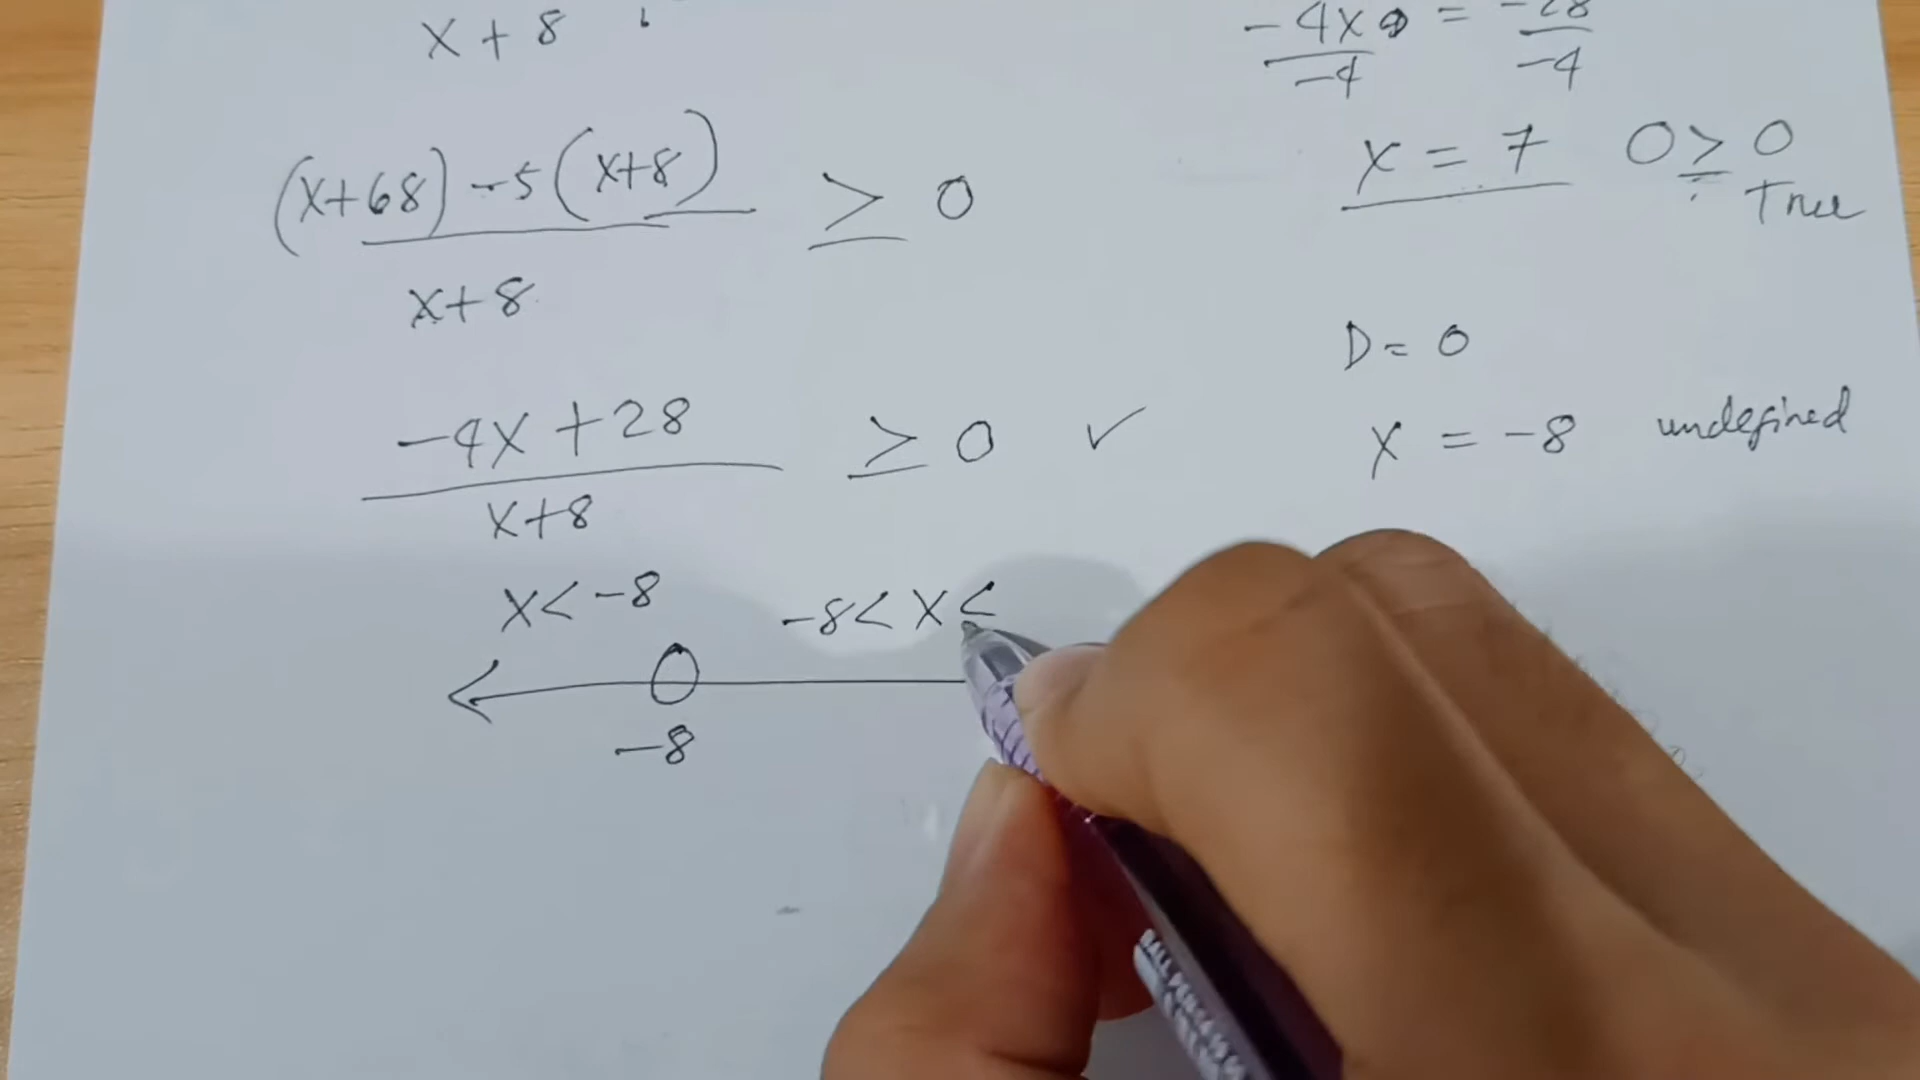 x + 8
-4x = -28
-4 -4
(x+68) - 5(x+8) ≥ 0
x+8
x = 7 0 ≥ 0
True
D = 0
-4x + 28 ≥ 0 ✓
x+8
x = -8 undefined
x < -8 -8 < x <
-8